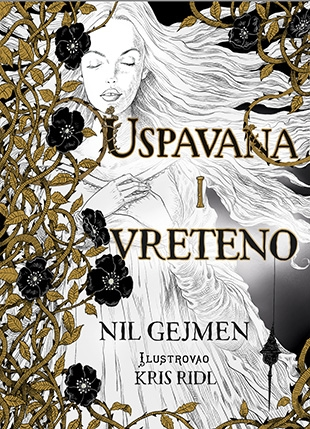 USPAVANA
I
VRETENO
NIL GEJMEN
ILUSTROVAO
KRIS RIDL